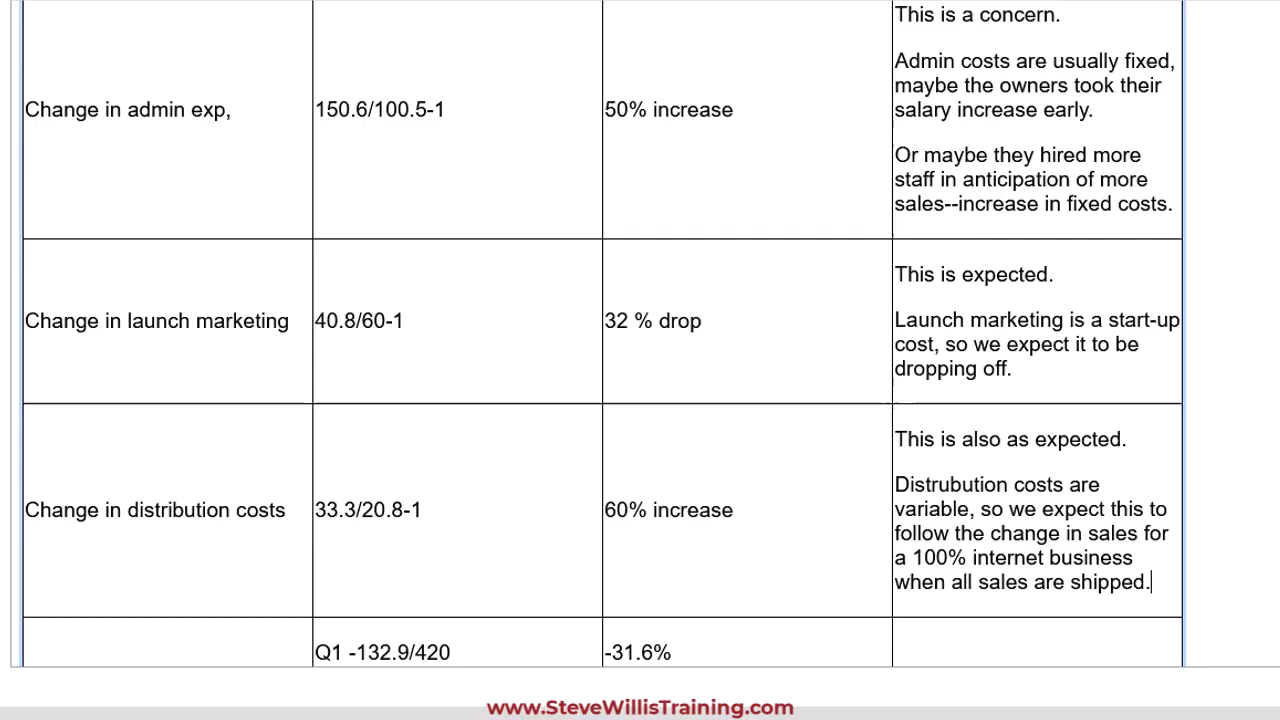 This is a concern.
Admin costs are usually fixed,
maybe the owners took their
salary increase early.
Or maybe they hired more
staff in anticipation of more
sales--increase in fixed costs.
Change in admin exp,
150.6/100.5-1
50% increase
Change in launch marketing
40.8/60-1
32 % drop
This is expected.
Launch marketing is a start-up
cost, so we expect it to be
dropping off.
Change in distribution costs
33.3/20.8-1
60% increase
This is also as expected.
Distrubution costs are
variable, so we expect this to
follow the change in sales for
a 100% internet business
when all sales are shipped.
Q1 -132.9/420
-31.6%
www.SteveWillisTraining.com